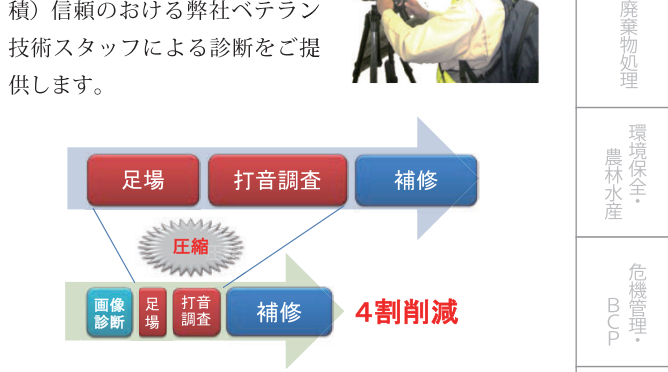 積）信頼のおける弊社ベテラン
技術スタッフによる診断をご提
供します。
足場
打音調査
補修
圧縮
画像
診断
足
場
打音
調査
補修
4割削減
廃棄物処理
環境保全・
農林水産
危機管理・
ＢＣＰ